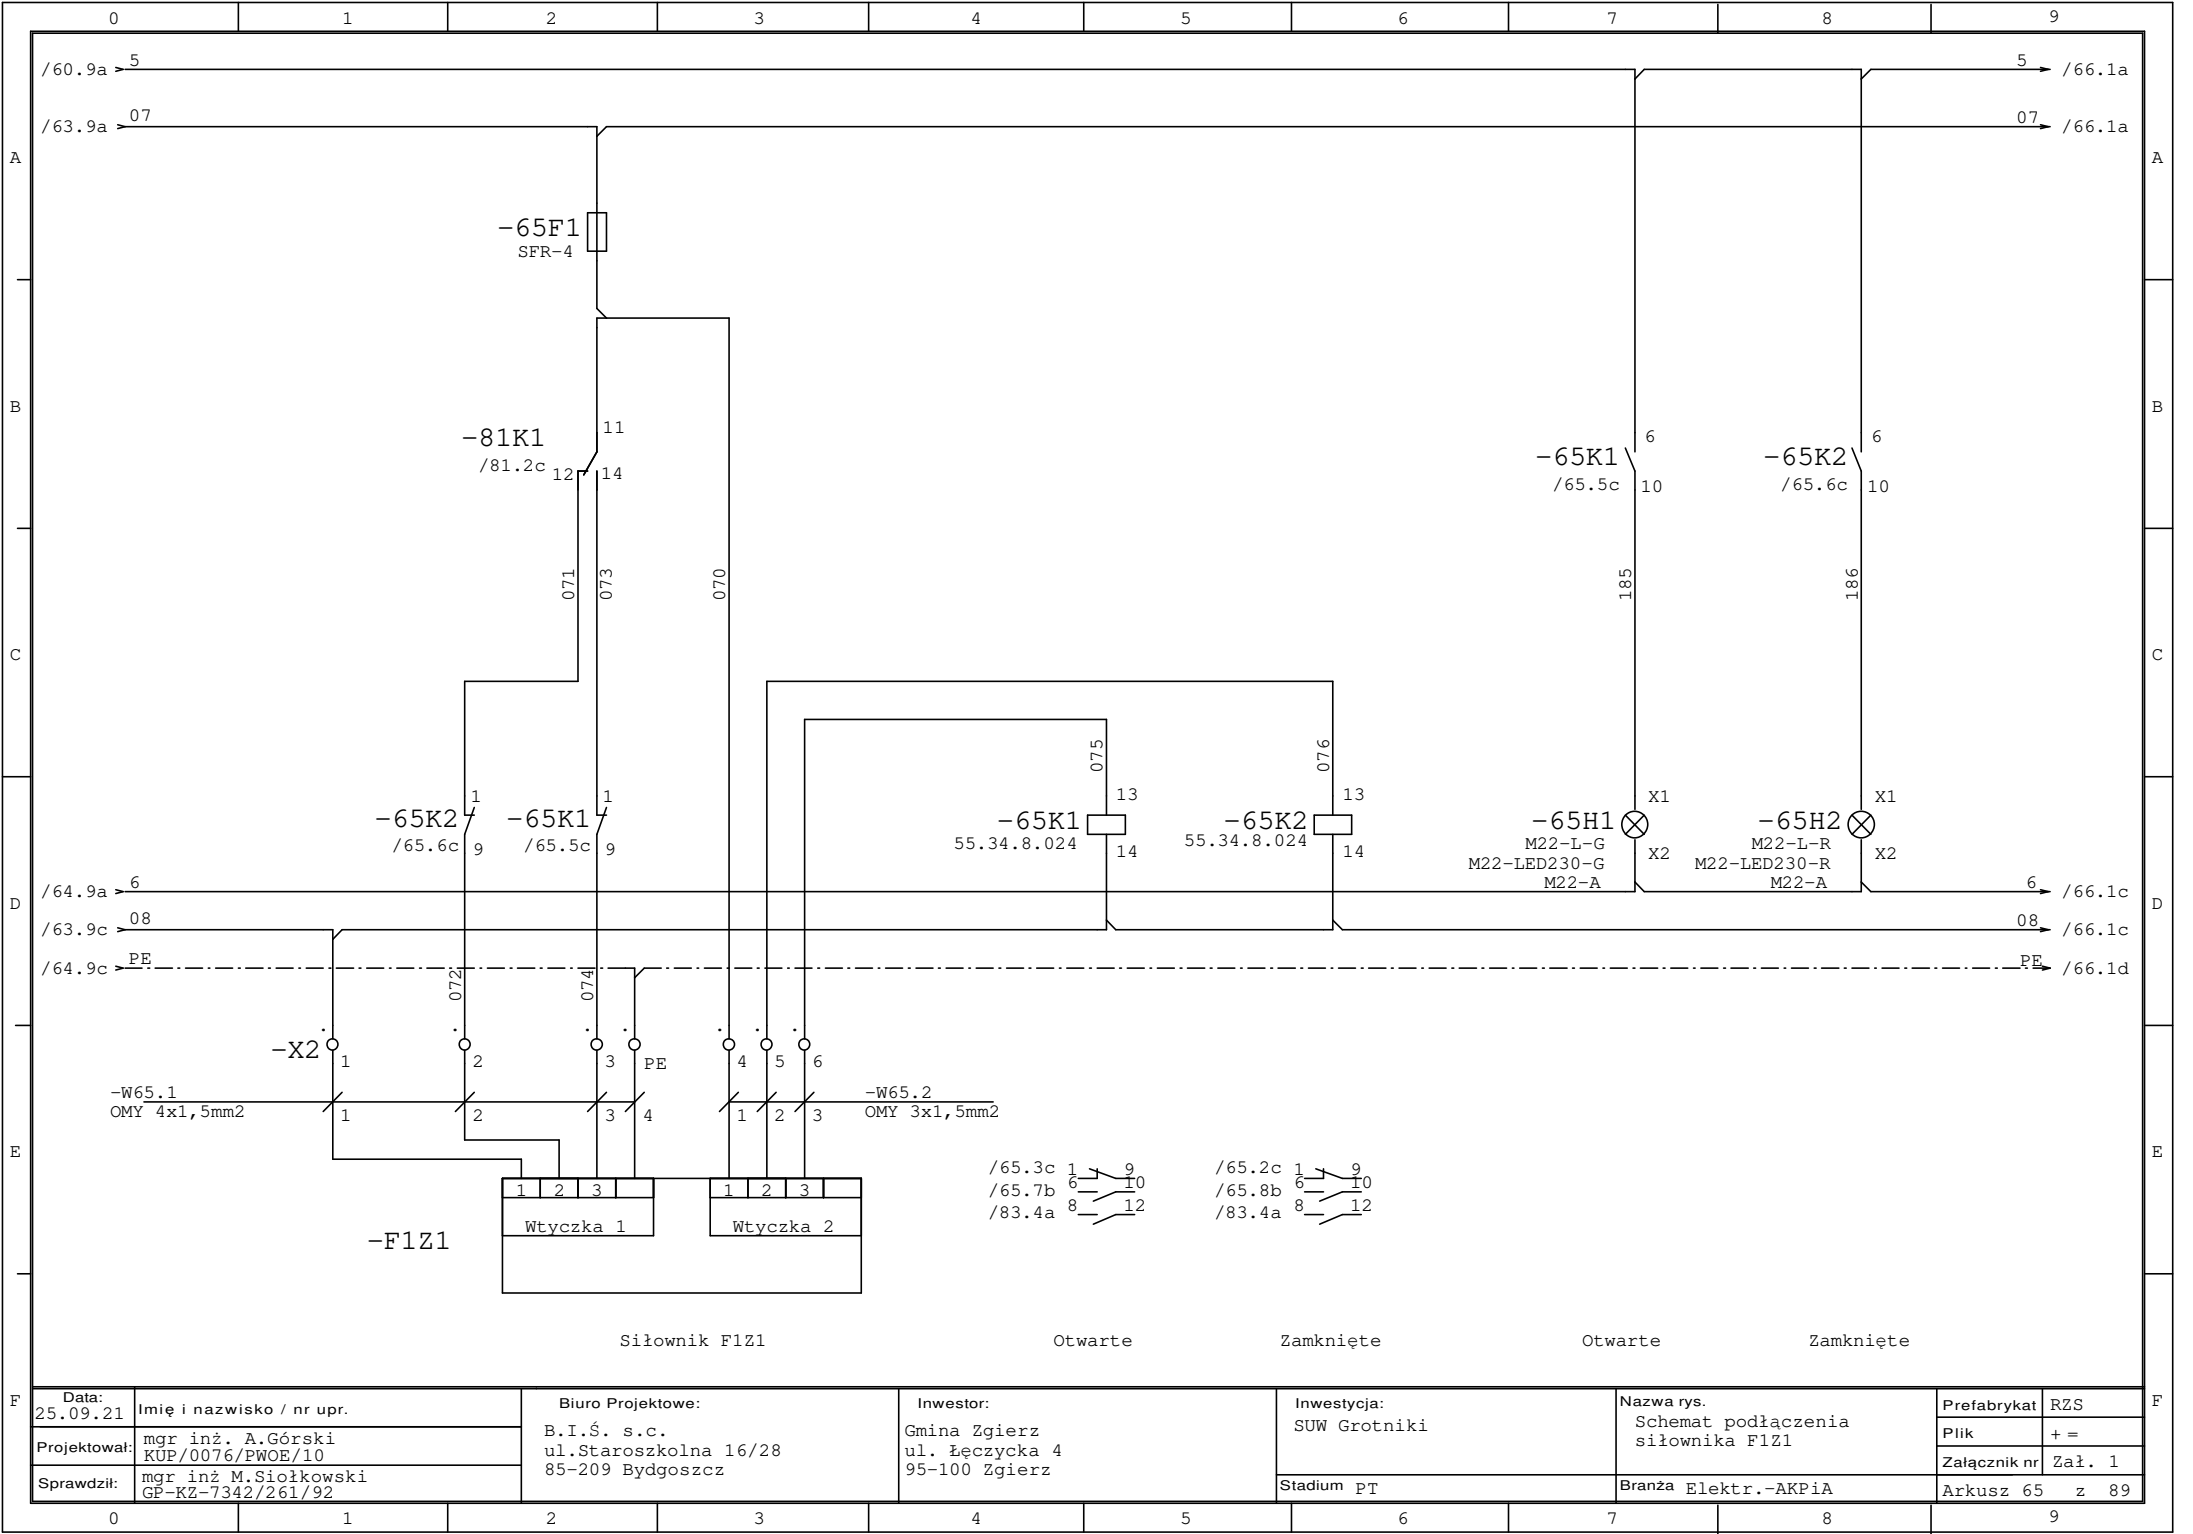 0 1 2 3 4 5 6 7 8 9
/60.9a 5 5 /66.1a
/63.9a 07 07 /66.1a
A A
-65F1
SFR-4
B B
-81K1
/81.2c
11
12 14
-65K1
/65.5c
6
10
-65K2
/65.6c
6
10
071 073 070 185 186
C C
075 076
-65K2
/65.6c
1
9
-65K1
/65.5c
1
9
-65K1
55.34.8.024
13
14
-65K2
55.34.8.024
13
14
-65H1
M22-L-G
M22-LED230-G
M22-A
X1
X2
-65H2
M22-L-R
M22-LED230-R
M22-A
X1
X2
/64.9a 6 6 /66.1c
D D
/63.9c 08 08 /66.1c
/64.9c PE PE /66.1d
072 074
-X2 1 2 3 PE 4 5 6
-W65.1
OMY 4x1,5mm2
1 2 3 4
1 2 3
-W65.2
OMY 3x1,5mm2
E E
/65.3c 1 9
/65.7b 6 10
/83.4a 8 12
/65.2c 1 9
/65.8b 6 10
/83.4a 8 12
1 2 3
Wtyczka 1
1 2 3
Wtyczka 2
-F1Z1
Siłownik F1Z1 Otwarte Zamknięte Otwarte Zamknięte
F F
Data:
25.09.21
Imię i nazwisko / nr upr.
Projektował:
mgr inż. A.Górski
KUP/0076/PWOE/10
Sprawdził:
mgr inż M.Siołkowski
GP-KZ-7342/261/92
Biuro Projektowe:
B.I.Ś. s.c.
ul.Staroszkolna 16/28
85-209 Bydgoszcz
Inwestor:
Gmina Zgierz
ul. Łęczycka 4
95-100 Zgierz
Inwestycja:
SUW Grotniki
Stadium PT
Nazwa rys.
Schemat podłączenia
siłownika F1Z1
Branża Elektr.-AKPiA
Prefabrykat RZS
Plik + =
Załącznik nr Zał. 1
Arkusz 65 z 89
0 1 2 3 4 5 6 7 8 9